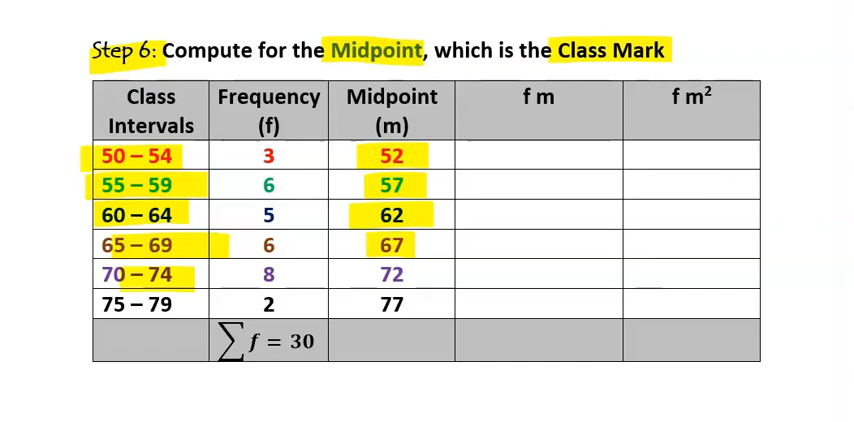 Step 6: Compute for the Midpoint, which is the Class Mark
Class Intervals Frequency (f) Midpoint (m) f m f m²
50 – 54 3 52
55 – 59 6 57
60 – 64 5 62
65 – 69 6 67
70 – 74 8 72
75 – 79 2 77
∑ f = 30